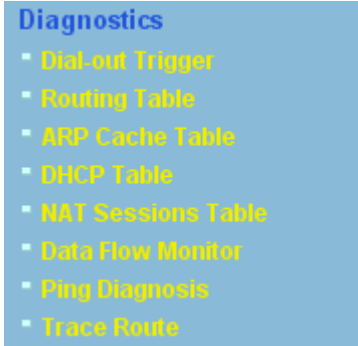 Diagnostics
Dial-out Trigger
Routing Table
ARP Cache Table
DHCP Table
NAT Sessions Table
Data Flow Monitor
Ping Diagnosis
Trace Route